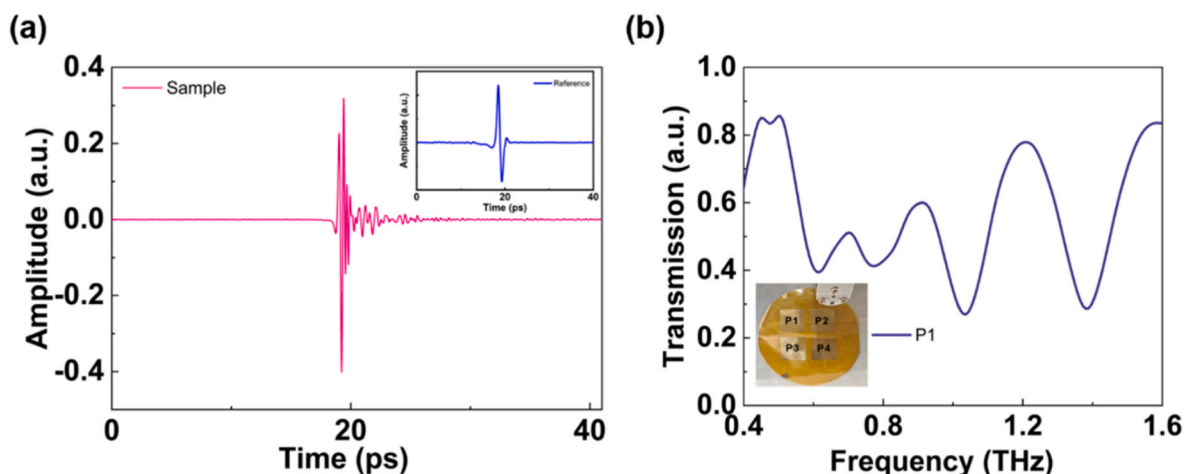 (a)
Amplitude (a.u.)
0.4
0.2
0.0
-0.2
-0.4
0
20
40
Time (ps)
Sample
Amplitude (a.u.)
Reference
0
20
40
Time (ps)
(b)
Transmission (a.u.)
1.0
0.8
0.6
0.4
0.2
0.0
0.4
0.8
1.2
1.6
Frequency (THz)
P1
P2
P3
P4
P1